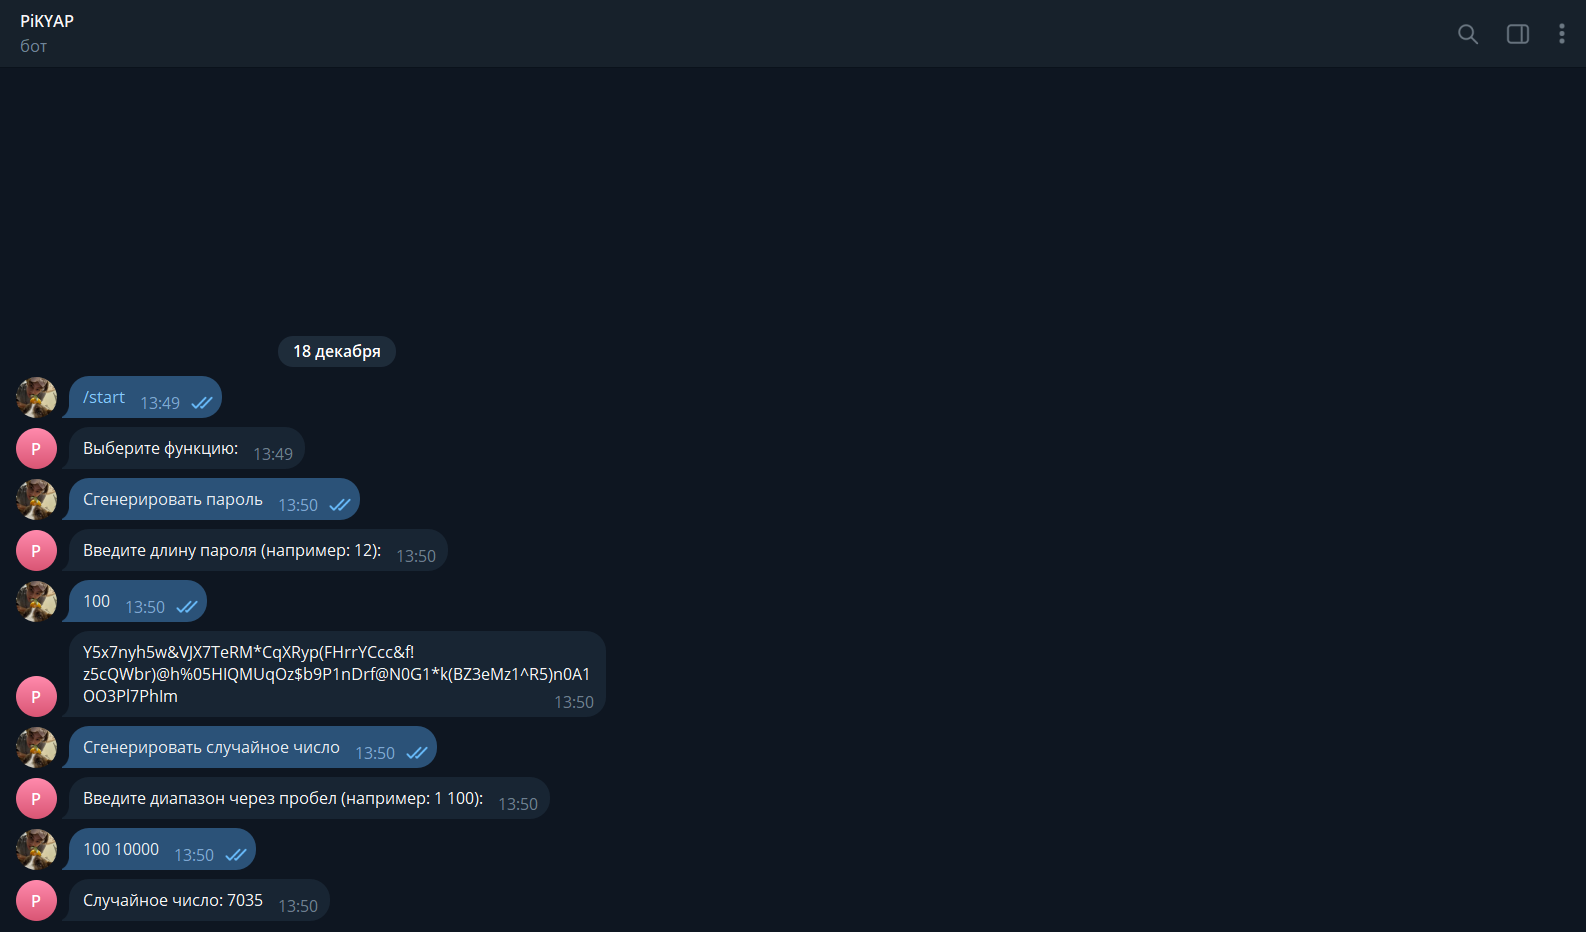 PiKYAP
бот
18 декабря
/start 13:49
P Выберите функцию: 13:49
Сгенерировать пароль 13:50
P Введите длину пароля (например: 12): 13:50
100 13:50
Y5x7nyh5w&VJX7TeRM*CqXRyp(FHrrYCcc&f!
z5cQWbr)@h%05HIQMUqOz$b9P1nDrf@N0G1*k(BZ3eMz1^R5)n0A1
P OO3Pl7PhIm 13:50
Сгенерировать случайное число 13:50
P Введите диапазон через пробел (например: 1 100): 13:50
100 10000 13:50
P Случайное число: 7035 13:50